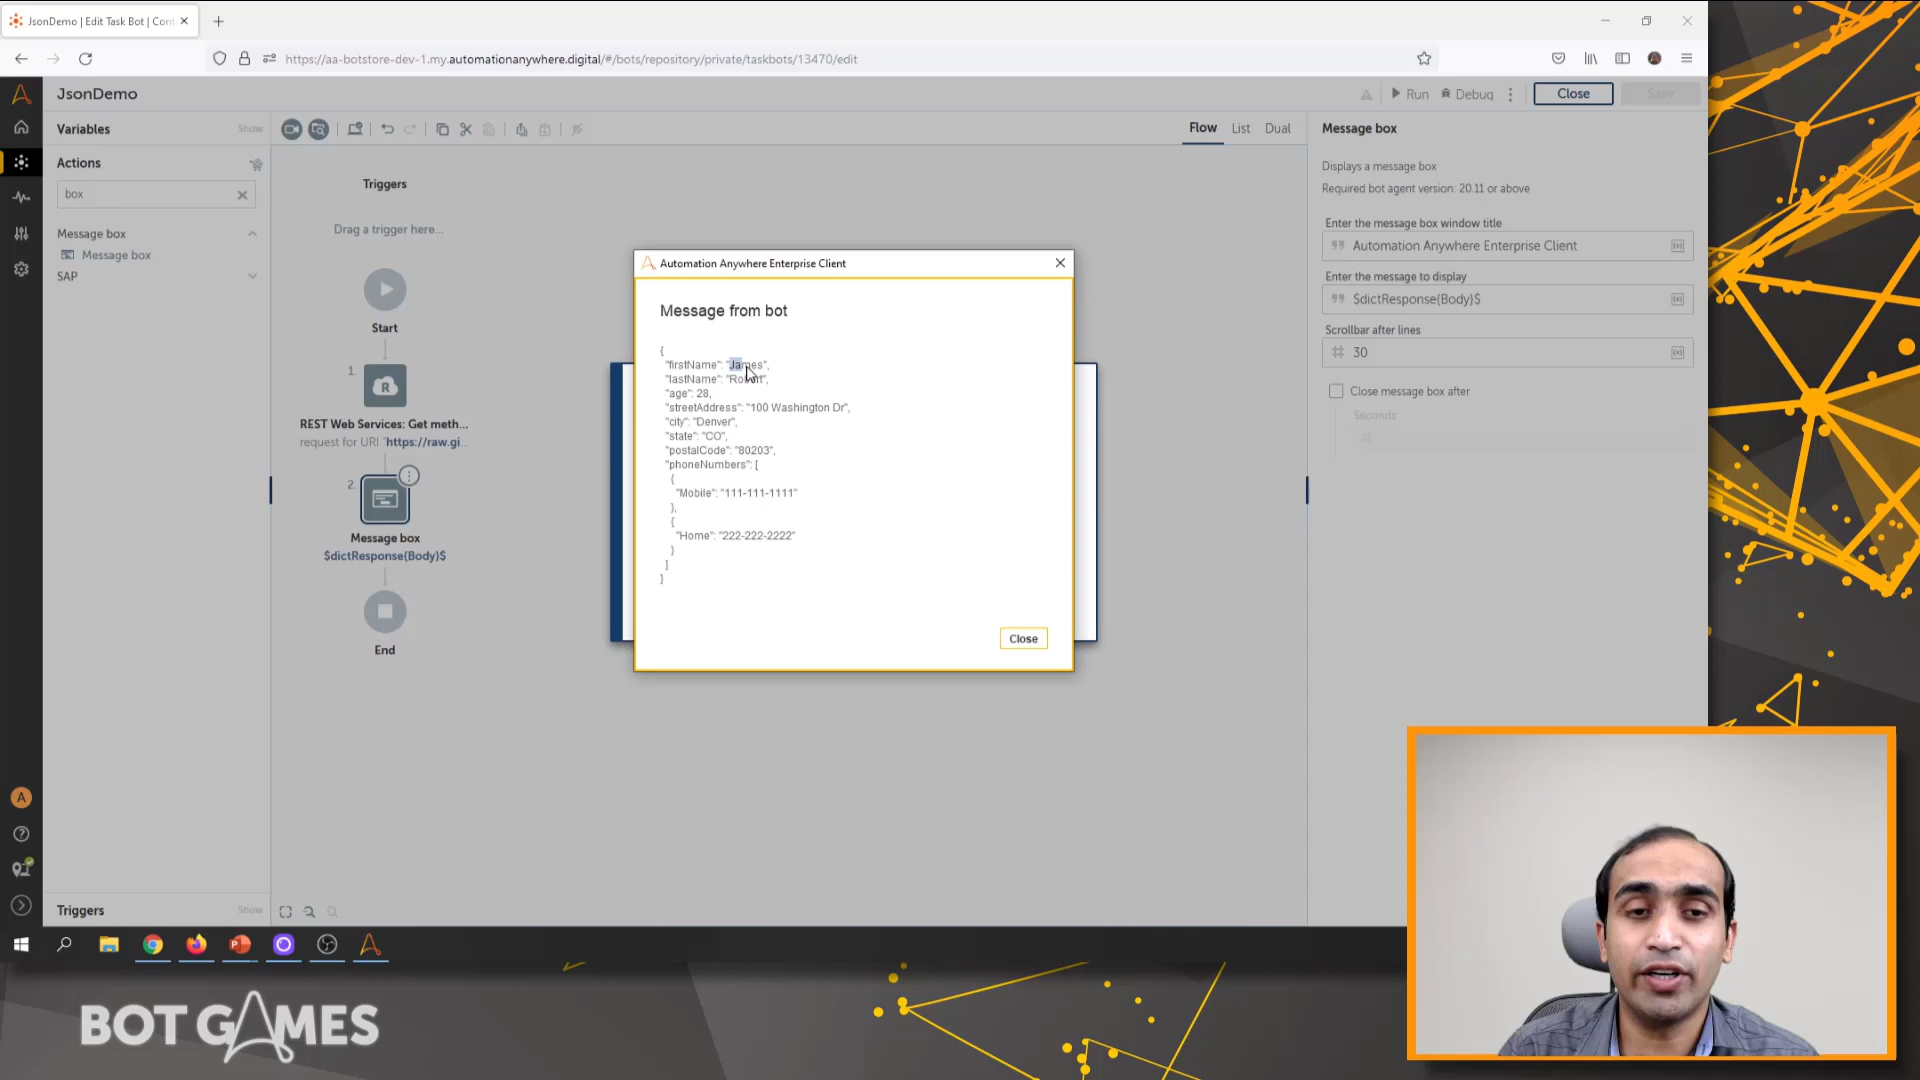 JsonDemo | Edit Task Bot | Cont
https://aa-botstore-dev-1.my.automationanywhere.digital/#/bots/repository/private/taskbots/13470/edit
JsonDemo
Run
Debug
Close
Save
Variables
Show
Flow
List
Dual
Message box
Actions
box
Message box
Message box
SAP
Triggers
Drag a trigger here...
Start
1.
R
REST Web Services: Get meth...
request for URI "https://raw.gi...
2.
Message box
$dictResponse{Body}$
End
Displays a message box
Required bot agent version: 20.11 or above
Enter the message box window title
Automation Anywhere Enterprise Client
Enter the message to display
$dictResponse{Body}$
Scrollbar after lines
30
Close message box after
Seconds
Automation Anywhere Enterprise Client
Message from bot
{
"firstName": "James",
"lastName": "Robert",
"age": 28,
"streetAddress": "100 Washington Dr",
"city": "Denver",
"state": "CO",
"postalCode": "80203",
"phoneNumbers": [
{
"Mobile": "111-111-1111"
},
{
"Home": "222-222-2222"
}
]
}
Close
A
Triggers
Show
BOT GAMES